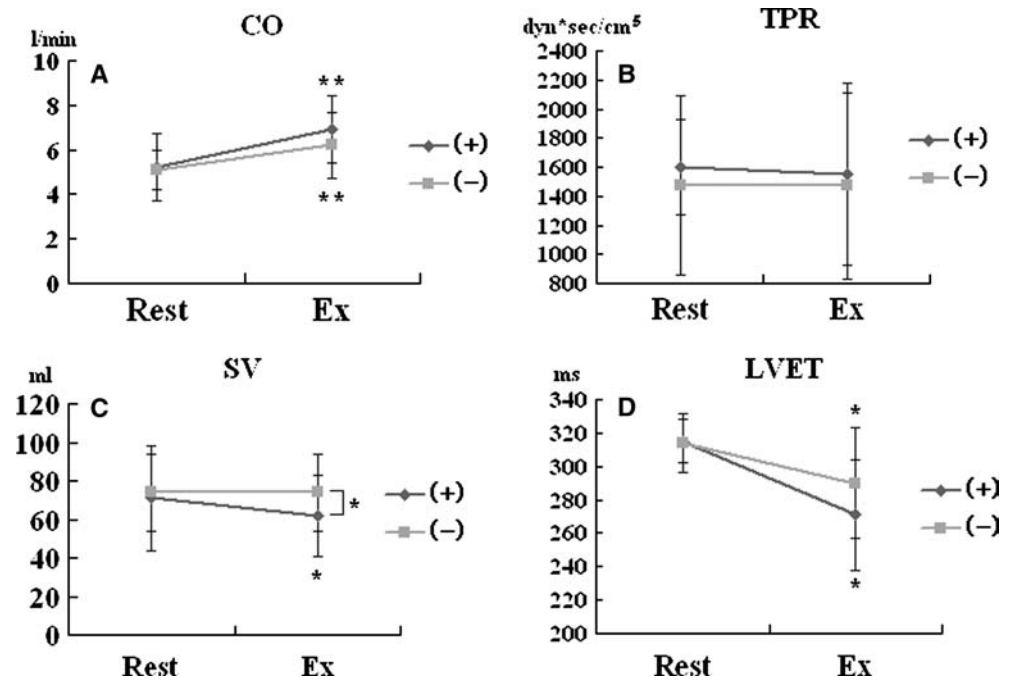 CO
l/min
A
10
8
6
4
2
0
**
**
(+)
(−)
Rest Ex
TPR
dyn*sec/cm⁵
B
2400
2200
2000
1800
1600
1400
1200
1000
800
(+)
(−)
Rest Ex
SV
ml
C
120
100
80
60
40
20
0
*
*
(+)
(−)
Rest Ex
LVET
ms
D
340
320
300
280
260
240
220
200
*
*
(+)
(−)
Rest Ex